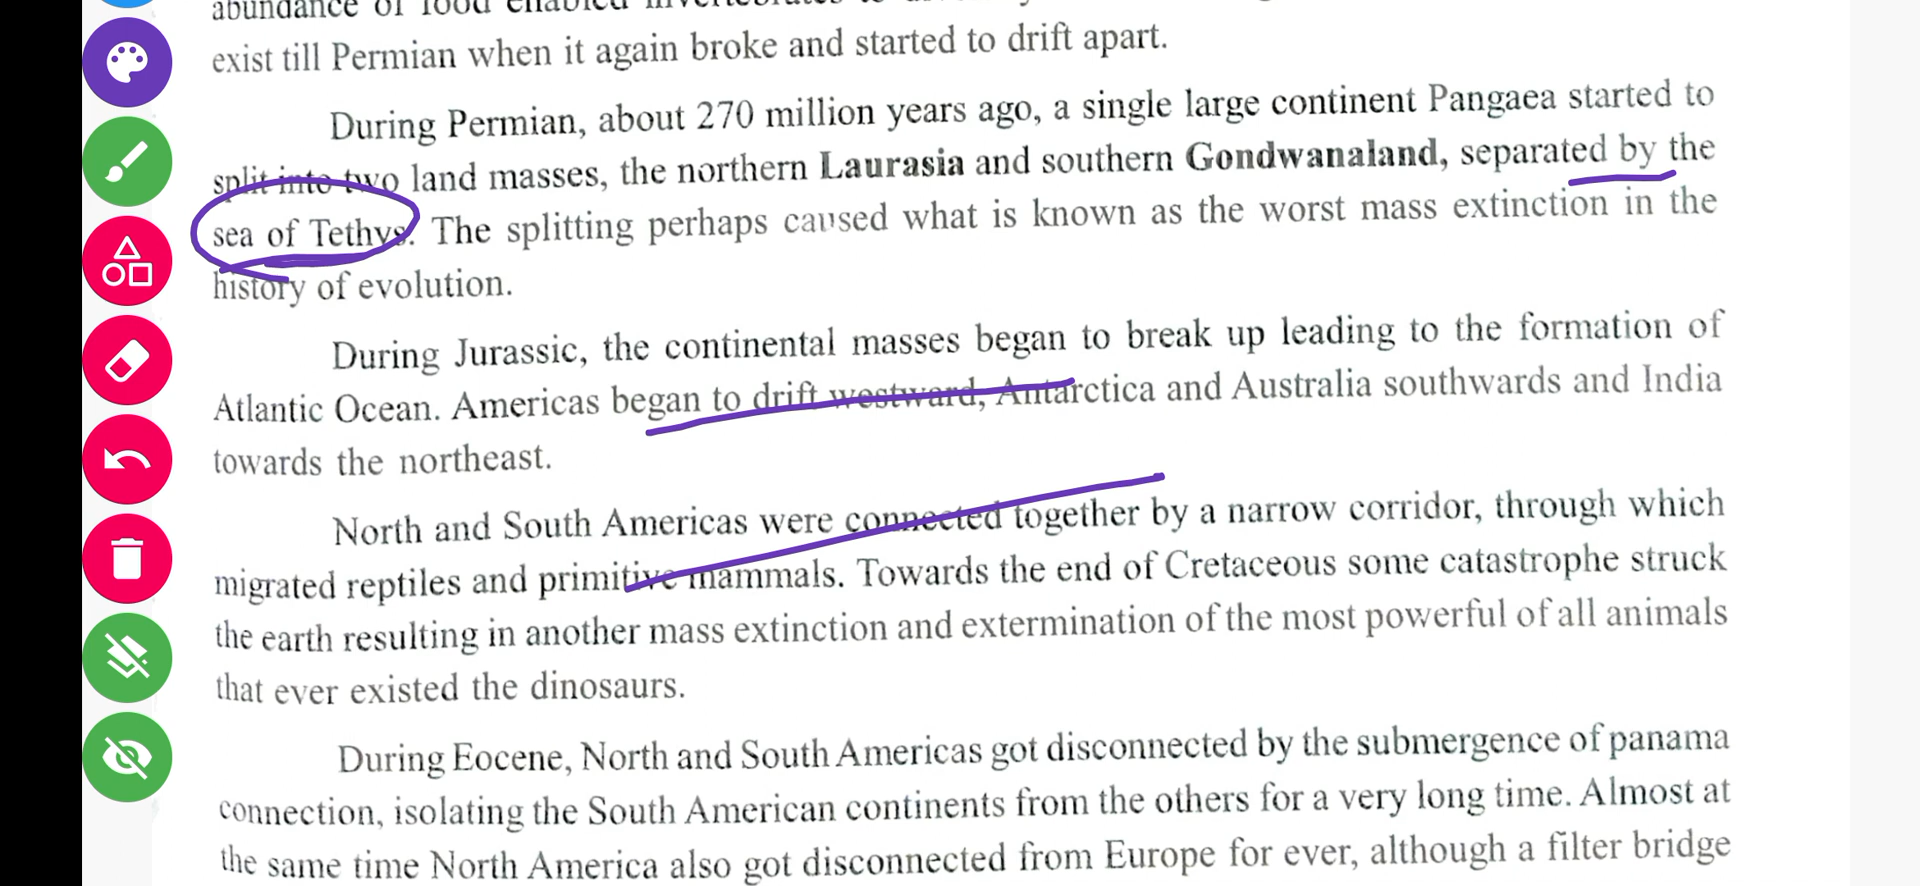 abundance of food enabled invertebrates to
exist till Permian when it again broke and started to drift apart.
During Permian, about 270 million years ago, a single large continent Pangaea started to
split into two land masses, the northern Laurasia and southern Gondwanaland, separated by the
sea of Tethys. The splitting perhaps caused what is known as the worst mass extinction in the
history of evolution.
During Jurassic, the continental masses began to break up leading to the formation of
Atlantic Ocean. Americas began to drift westward, Antarctica and Australia southwards and India
towards the northeast.
North and South Americas were connected together by a narrow corridor, through which
migrated reptiles and primitive mammals. Towards the end of Cretaceous some catastrophe struck
the earth resulting in another mass extinction and extermination of the most powerful of all animals
that ever existed the dinosaurs.
During Eocene, North and South Americas got disconnected by the submergence of panama
connection, isolating the South American continents from the others for a very long time. Almost at
the same time North America also got disconnected from Europe for ever, although a filter bridge